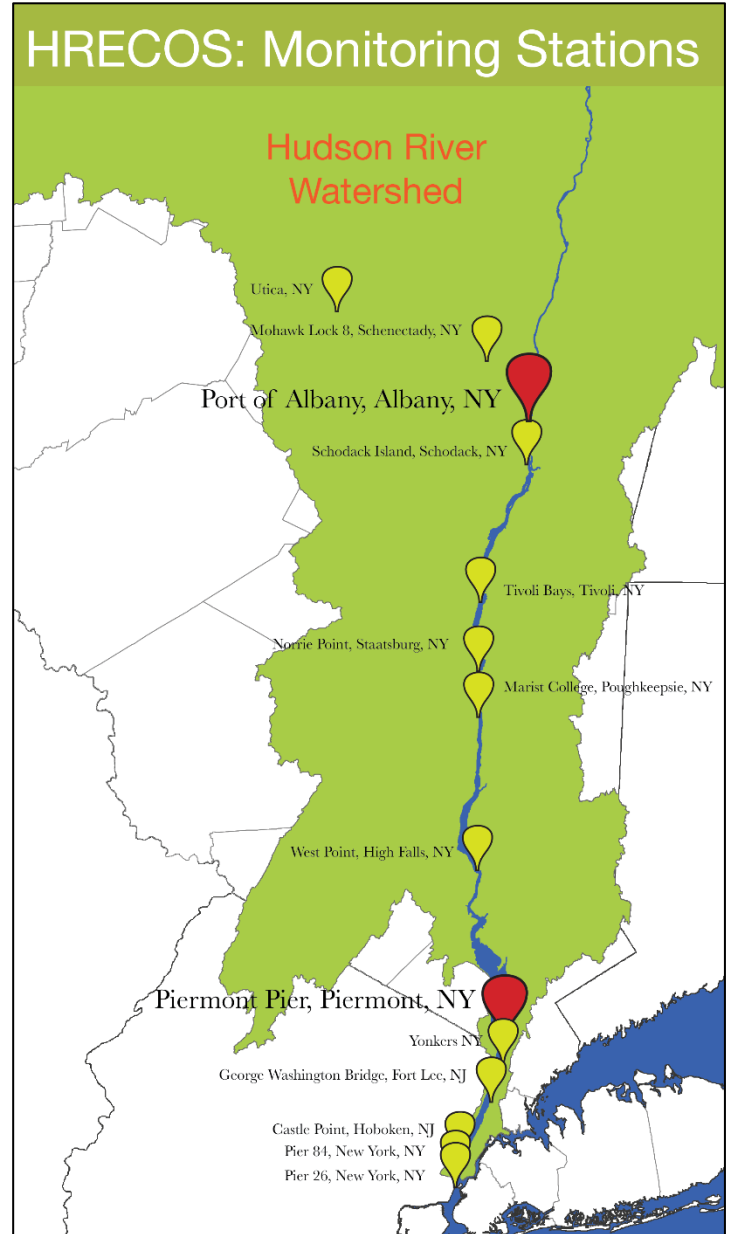 HRECOS: Monitoring Stations
Hudson River
Watershed
Utica, NY
Mohawk Lock 8, Schenectady, NY
Port of Albany, Albany, NY
Schodack Island, Schodack, NY
Tivoli Bays, Tivoli, NY
Norrie Point, Staatsburg, NY
Marist College, Poughkeepsie, NY
West Point, High Falls, NY
Piermont Pier, Piermont, NY
Yonkers NY
George Washington Bridge, Fort Lee, NJ
Castle Point, Hoboken, NJ
Pier 84, New York, NY
Pier 26, New York, NY